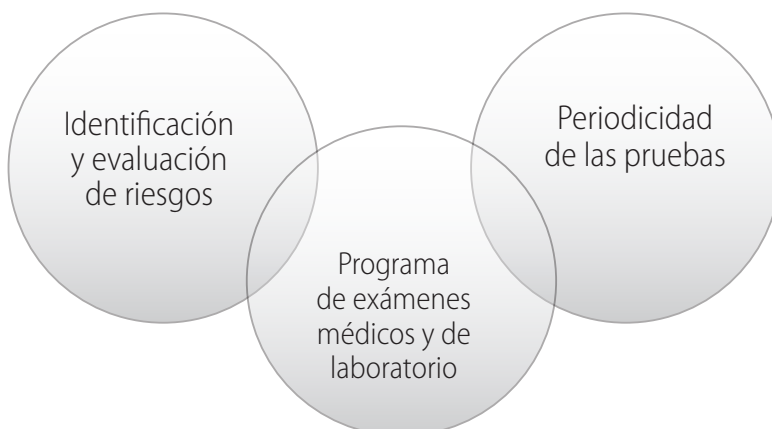 Identificación
y evaluación
de riesgos
Programa
de exámenes
médicos y de
laboratorio
Periodicidad
de las pruebas